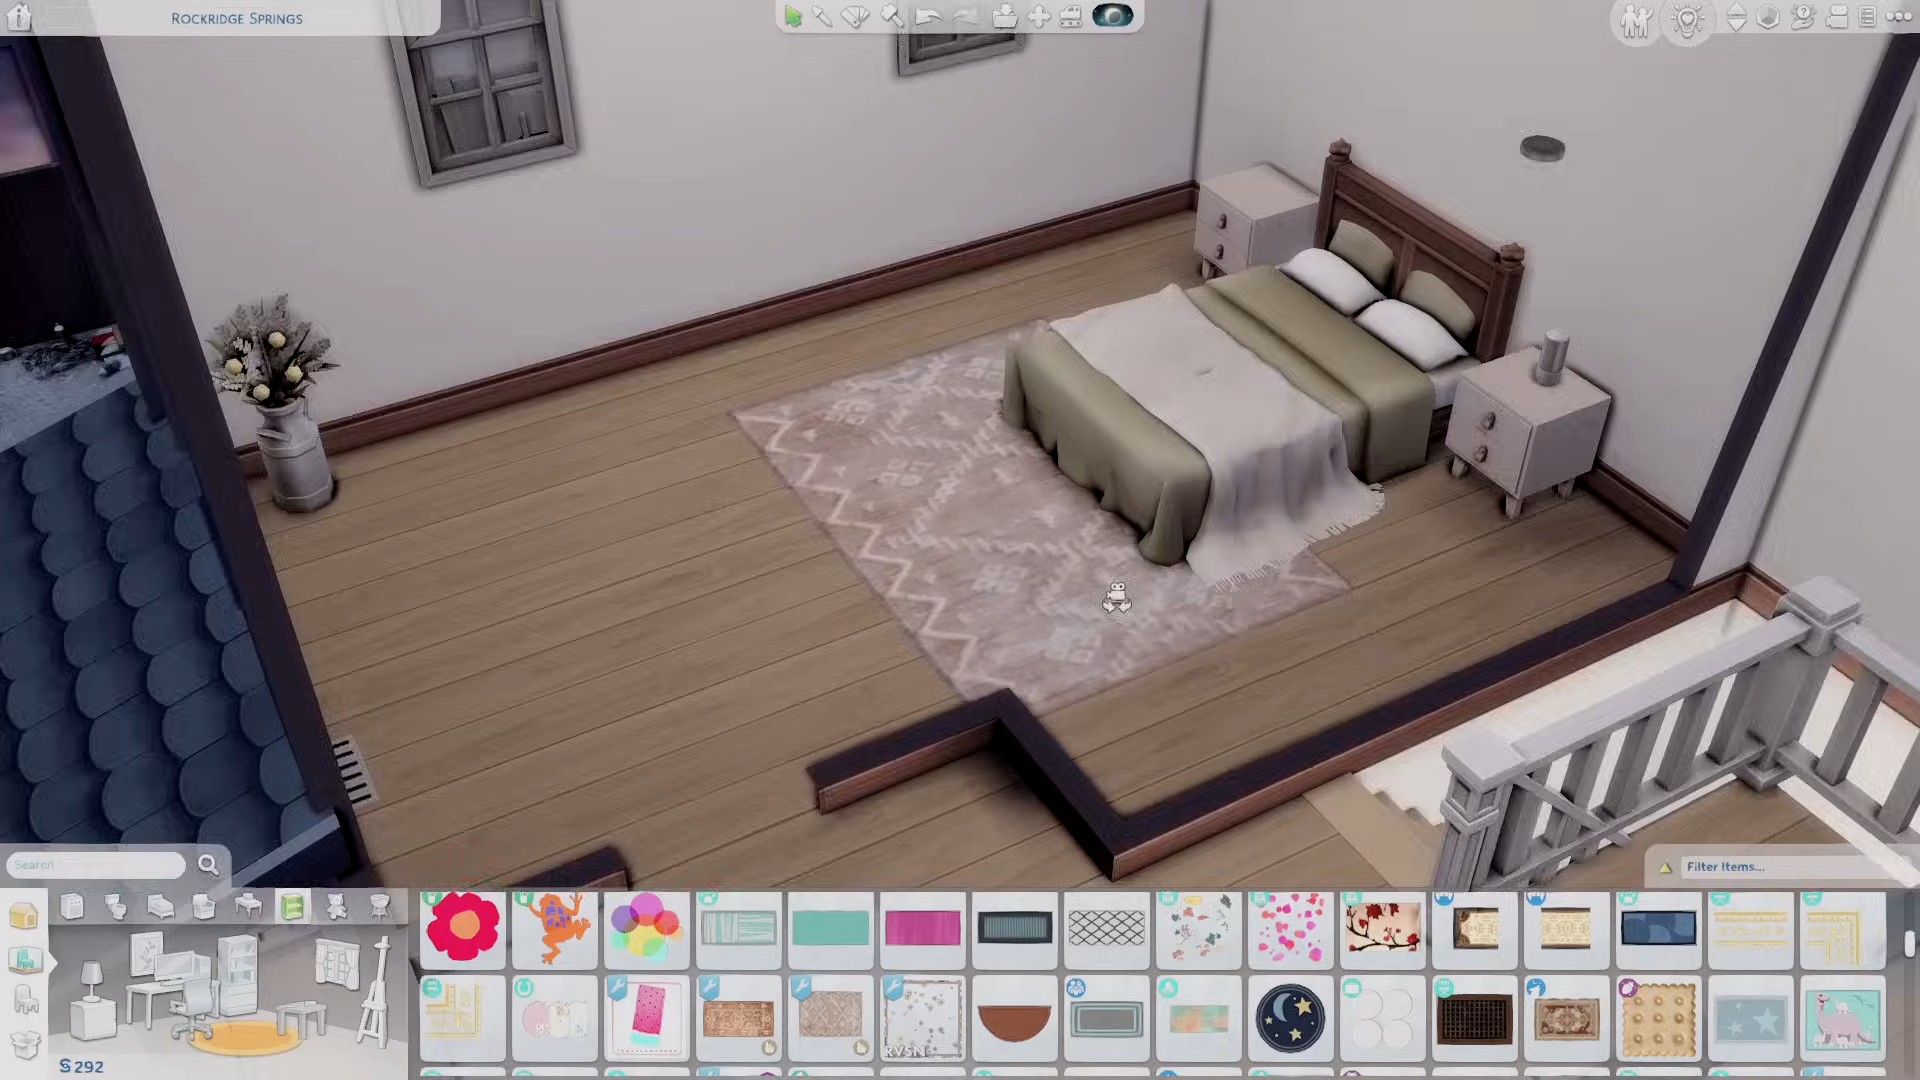 Rockridge Springs
Search
Filter Items...
RVSN
§292